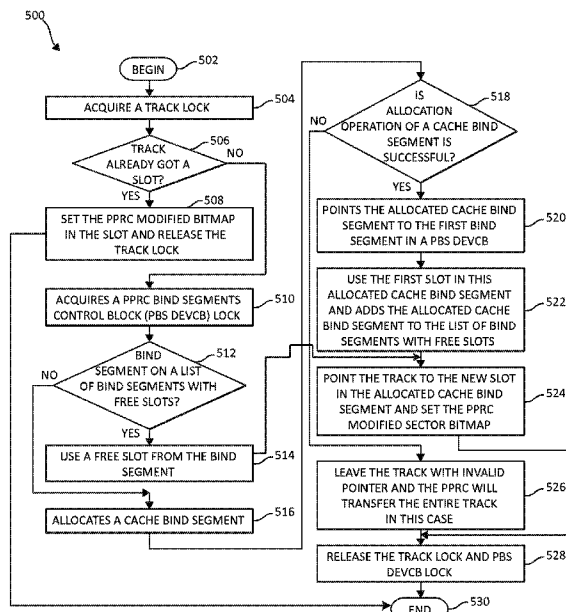 500
BEGIN
502
ACQUIRE A TRACK LOCK
504
TRACK
ALREADY GOT A
SLOT?
506
NO
YES
508
SET THE PPRC MODIFIED BITMAP
IN THE SLOT AND RELEASE THE
TRACK LOCK
ACQUIRES A PPRC BIND SEGMENTS
CONTROL BLOCK (PBS DEVCB) LOCK
510
BIND
SEGMENT ON A LIST
OF BIND SEGMENTS WITH
FREE SLOTS?
512
NO
YES
USE A FREE SLOT FROM THE BIND
SEGMENT
514
ALLOCATES A CACHE BIND SEGMENT
516
IS
ALLOCATION
OPERATION OF A CACHE BIND
SEGMENT IS
SUCCESSFUL?
518
NO
YES
POINTS THE ALLOCATED CACHE BIND
SEGMENT TO THE FIRST BIND
SEGMENT IN A PBS DEVCB
520
USE THE FIRST SLOT IN THIS
ALLOCATED CACHE BIND SEGMENT
AND ADDS THE ALLOCATED CACHE
BIND SEGMENT TO THE LIST OF BIND
SEGMENTS WITH FREE SLOTS
522
POINT THE TRACK TO THE NEW SLOT
IN THE ALLOCATED CACHE BIND
SEGMENT AND SET THE PPRC
MODIFIED SECTOR BITMAP
524
LEAVE THE TRACK WITH INVALID
POINTER AND THE PPRC WILL
TRANSFER THE ENTIRE TRACK
IN THIS CASE
526
RELEASE THE TRACK LOCK AND PBS
DEVCB LOCK
528
END
530